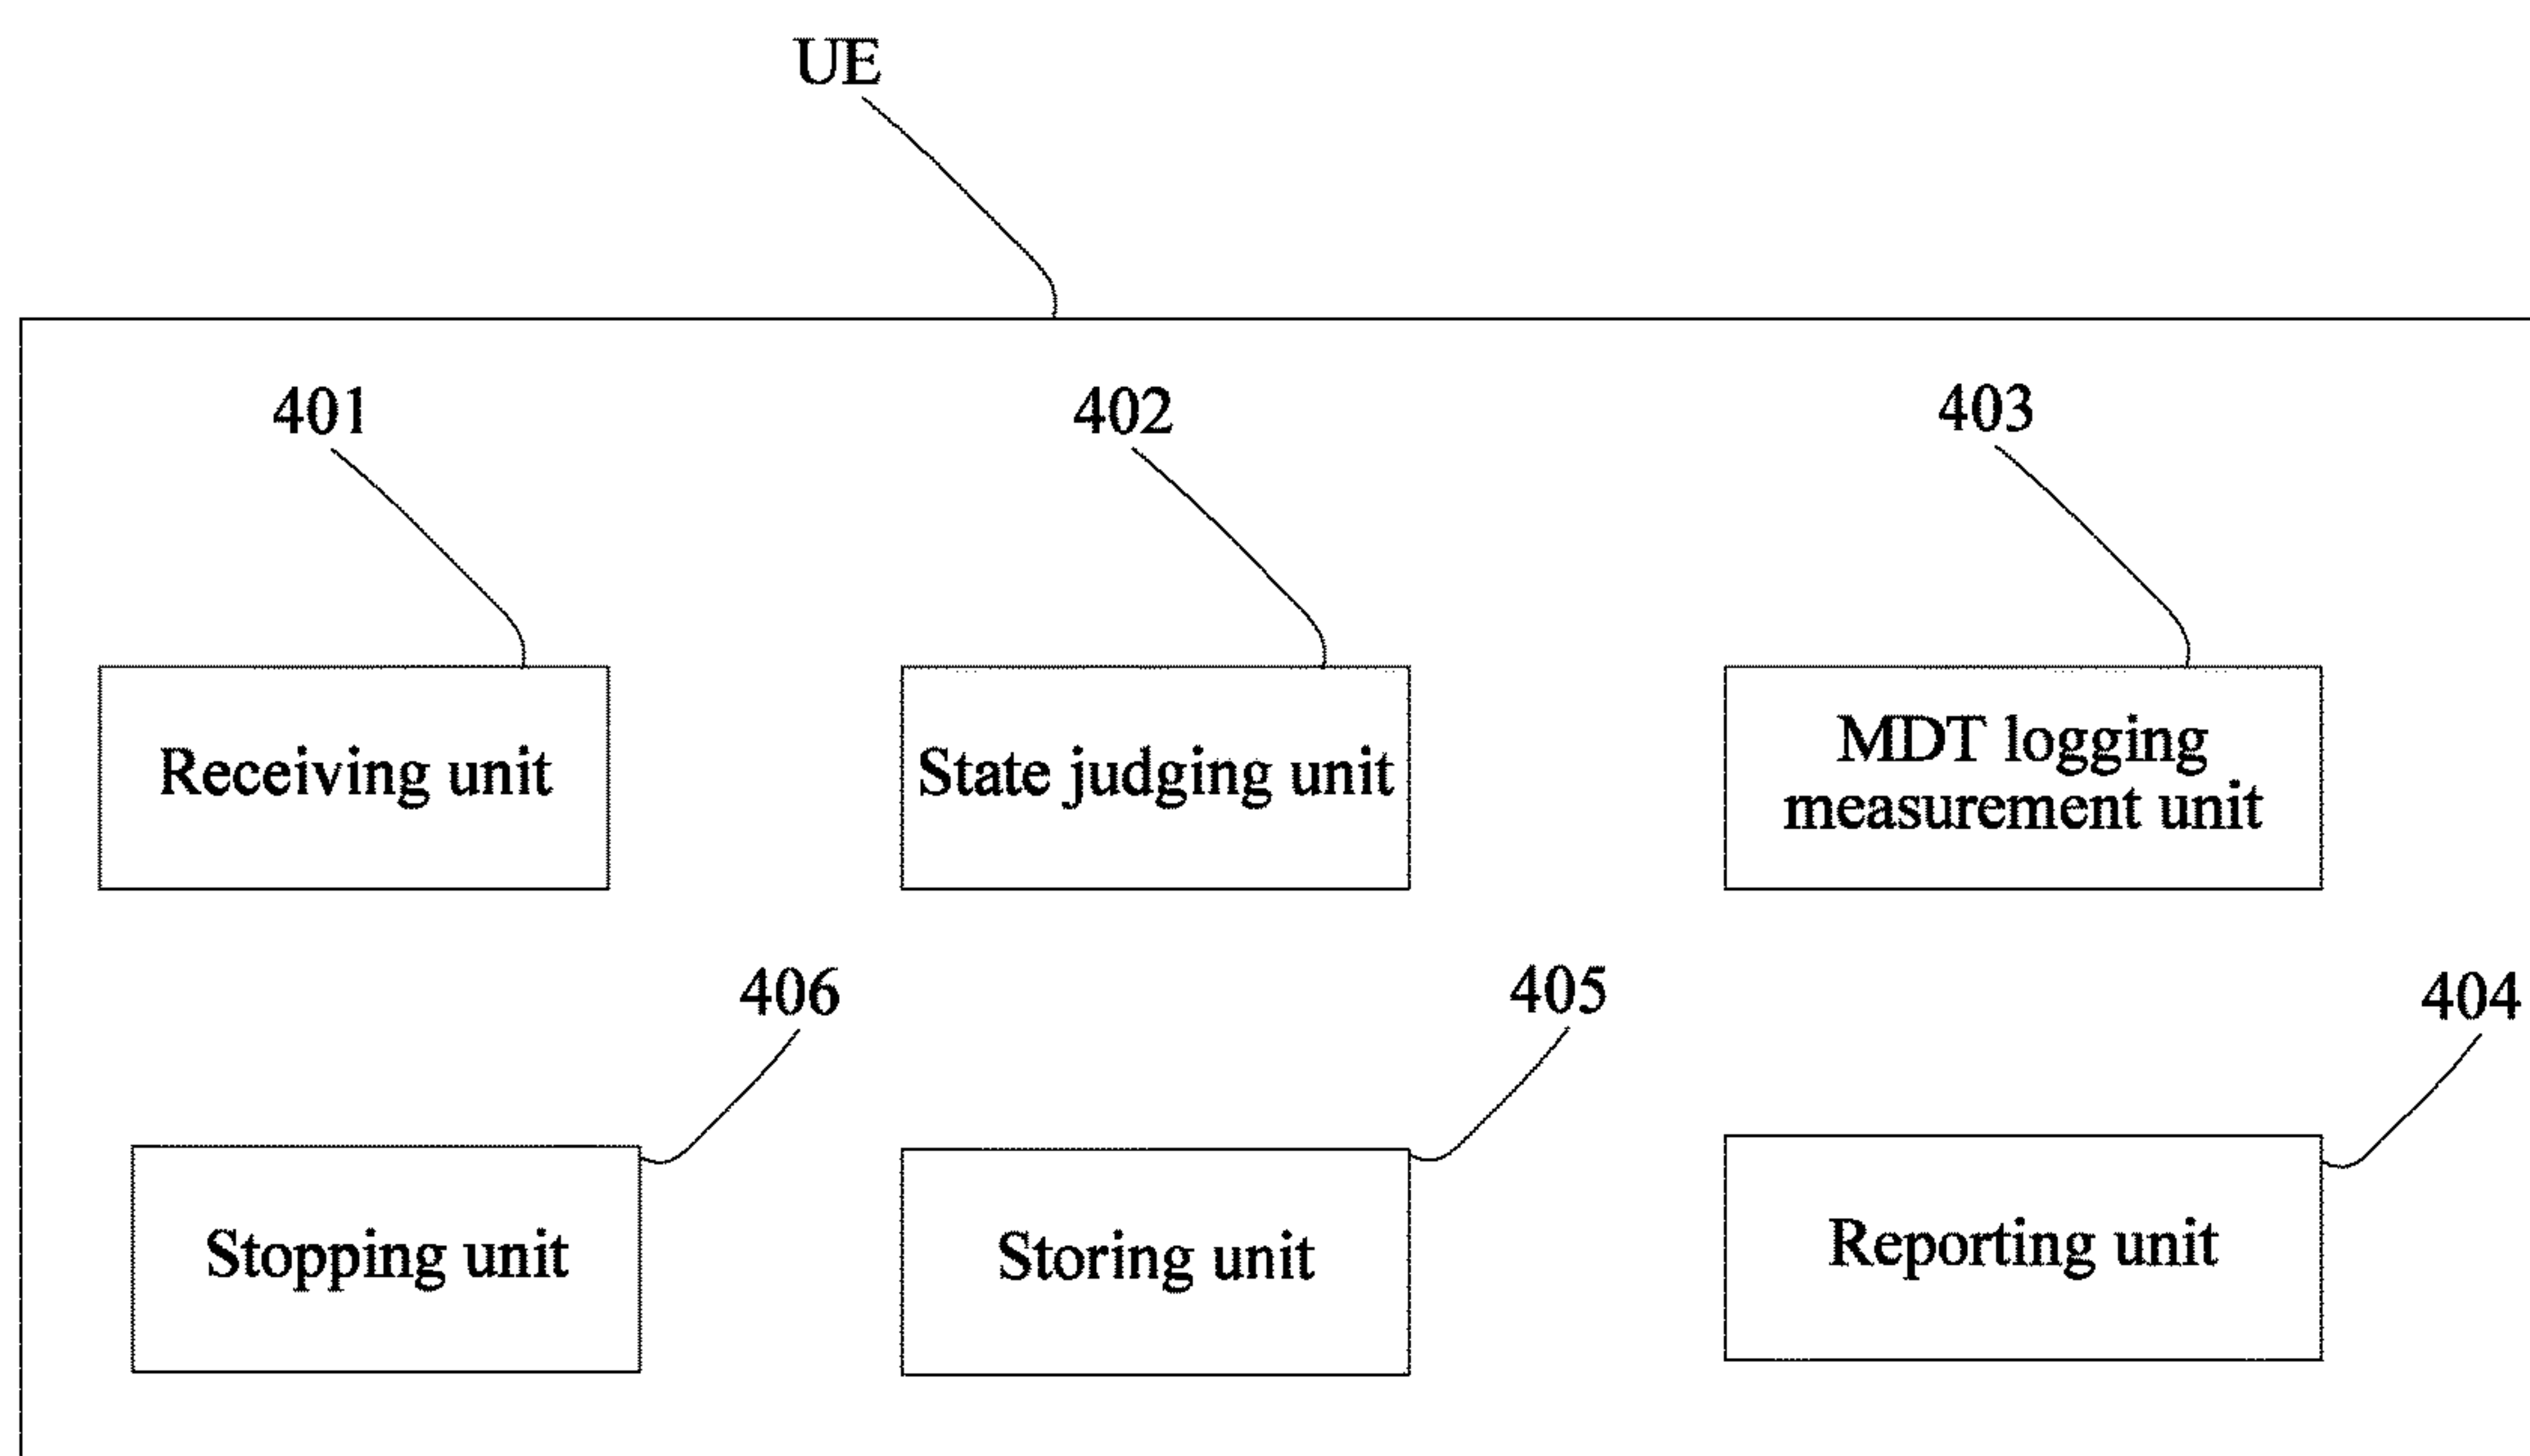 UE
401
402
403
Receiving unit
State judging unit
MDT logging
measurement unit
406
405
404
Stopping unit
Storing unit
Reporting unit